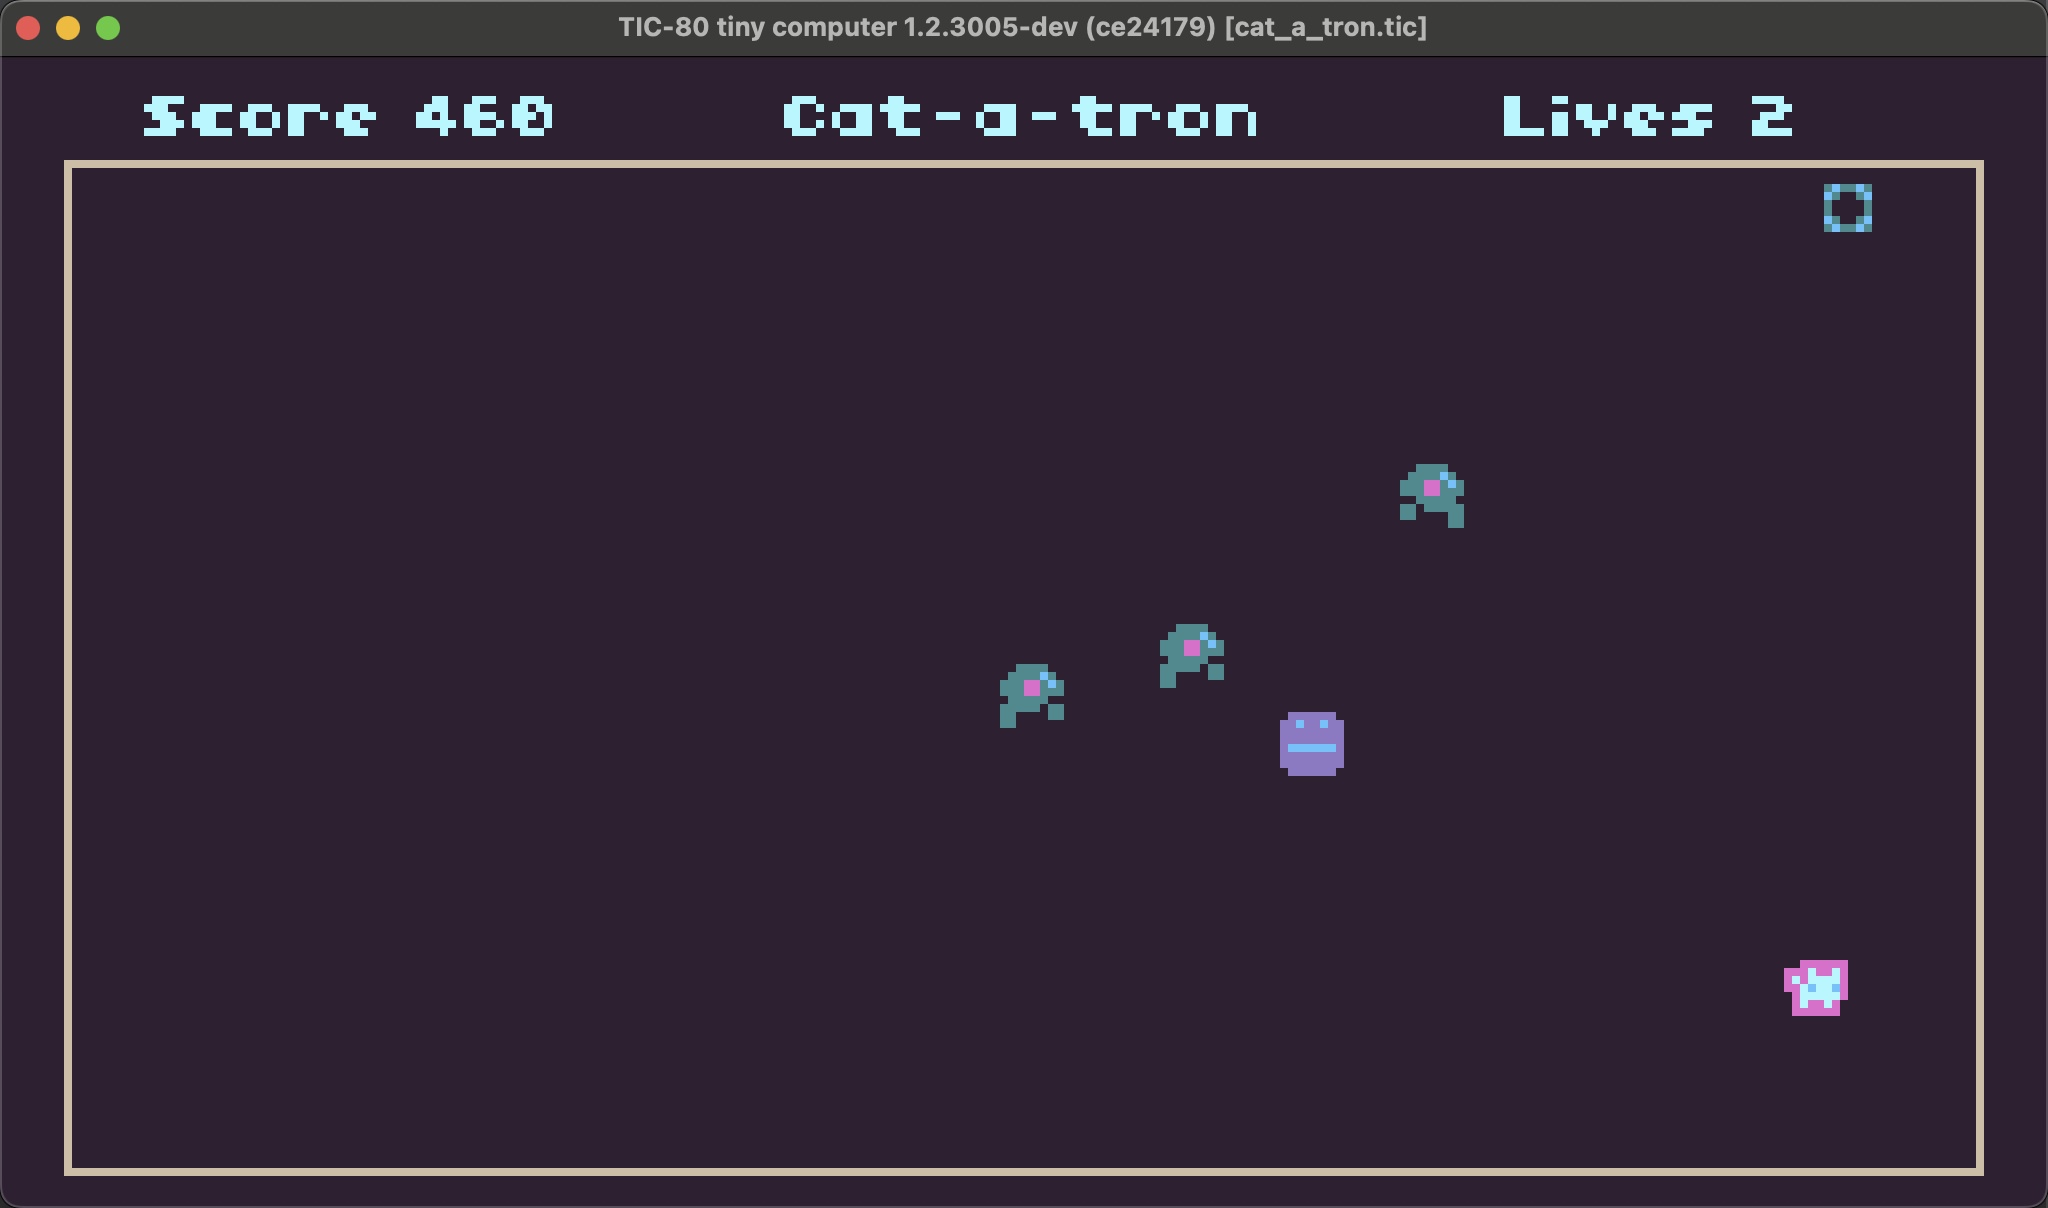 TIC-80 tiny computer 1.2.3005-dev (ce24179) [cat_a_tron.tic]
Score 460 Cat-a-tron Lives 2